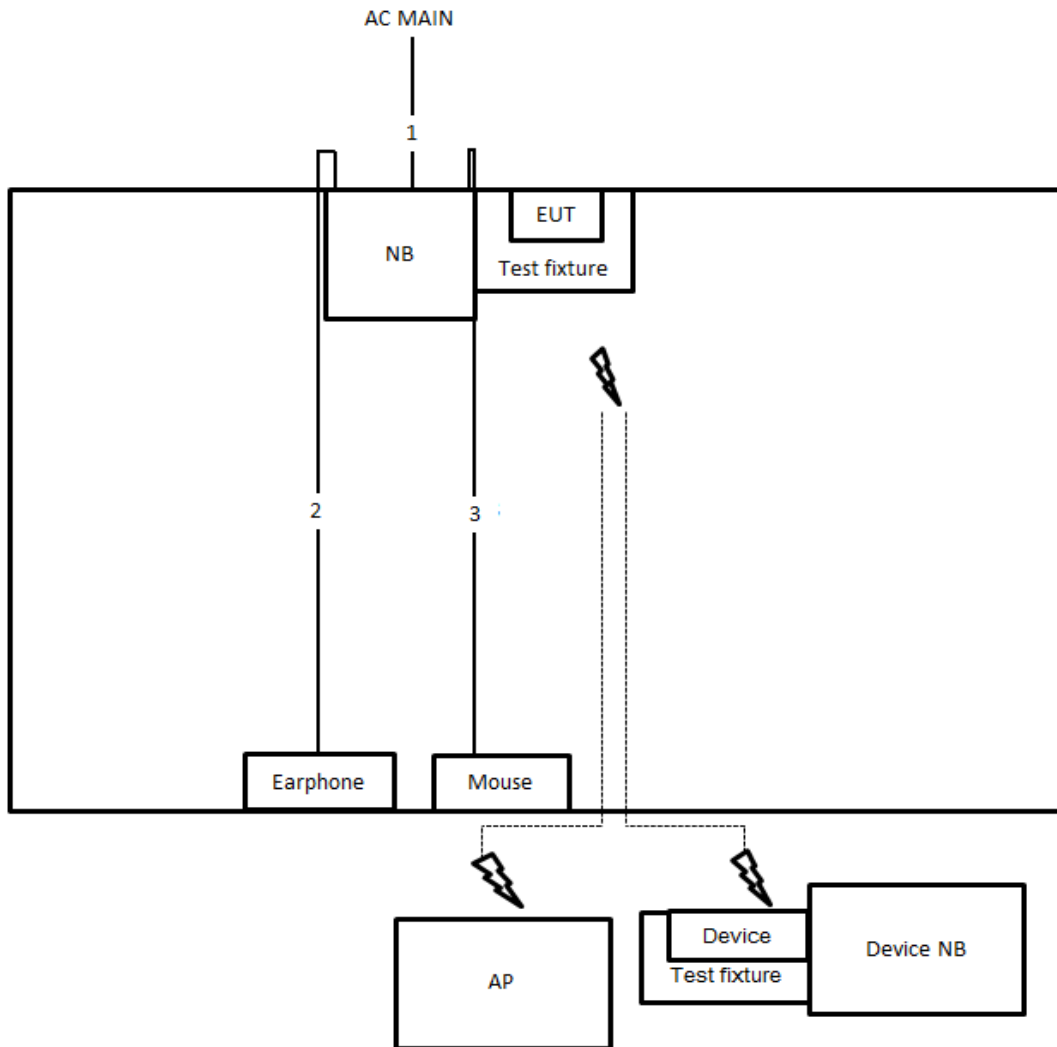 AC MAIN
1
EUT
NB
Test fixture
2
3
Earphone
Mouse
Device
Device NB
AP
Test fixture